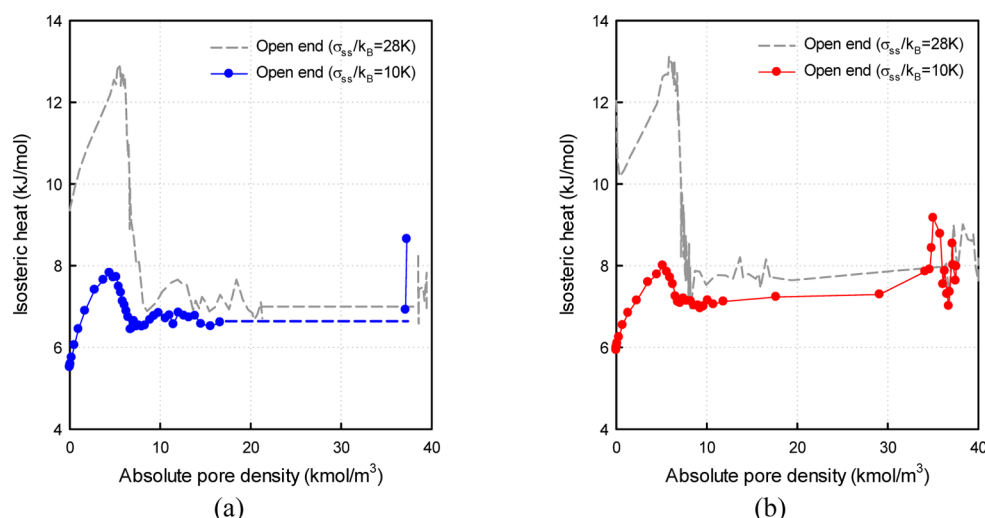 14
12
10
8
6
4
Isosteric heat (kJ/mol)
Open end (σss/kB=28K)
Open end (σss/kB=10K)
0
10
20
30
40
Absolute pore density (kmol/m³)
(a)
14
12
10
8
6
4
Isosteric heat (kJ/mol)
Open end (σss/kB=28K)
Open end (σss/kB=10K)
0
10
20
30
40
Absolute pore density (kmol/m³)
(b)